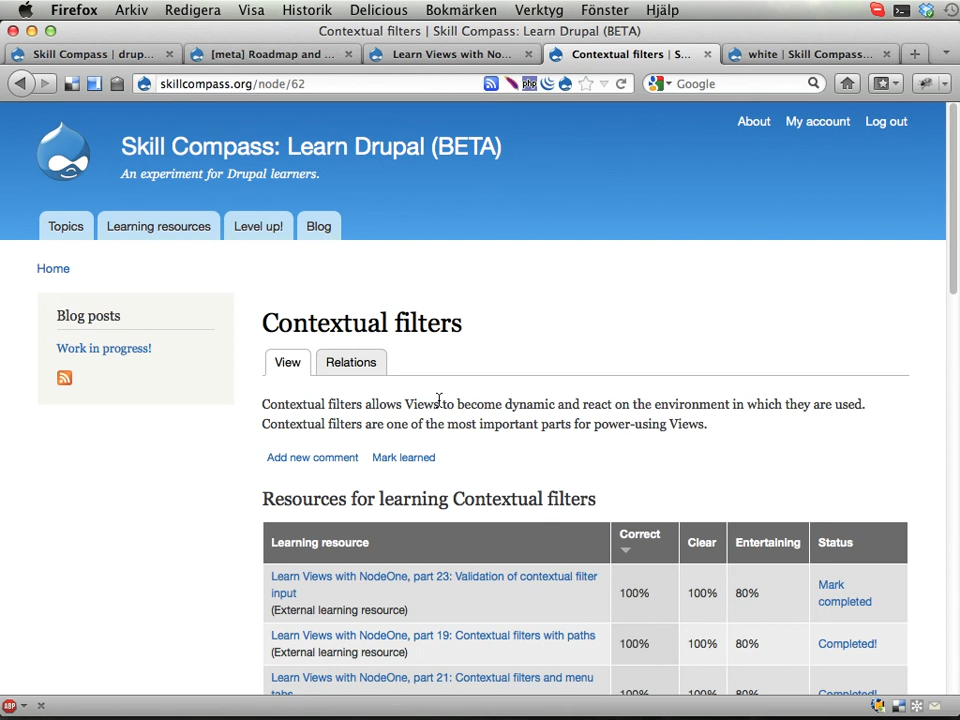 Firefox Arkiv Redigera Visa Historik Delicious Bokmärken Verktyg Fönster Hjälp
Contextual filters | Skill Compass: Learn Drupal (BETA)
Skill Compass | drup...
[meta] Roadmap and ...
Learn Views with No...
Contextual filters | S...
white | Skill Compass...
skillcompass.org/node/62
php
Google
About My account Log out
Skill Compass: Learn Drupal (BETA)
An experiment for Drupal learners.
Topics Learning resources Level up! Blog
Home
Blog posts
Work in progress!
Contextual filters
View Relations
Contextual filters allows Views to become dynamic and react on the environment in which they are used.
Contextual filters are one of the most important parts for power-using Views.
Add new comment Mark learned
Resources for learning Contextual filters
Learning resource Correct Clear Entertaining Status
Learn Views with NodeOne, part 23: Validation of contextual filter
input
(External learning resource)
100% 100% 80% Mark
completed
Learn Views with NodeOne, part 19: Contextual filters with paths
(External learning resource)
100% 100% 80% Completed!
Learn Views with NodeOne, part 21: Contextual filters and menu
tabs
100% 100% 80% Completed!
ABP